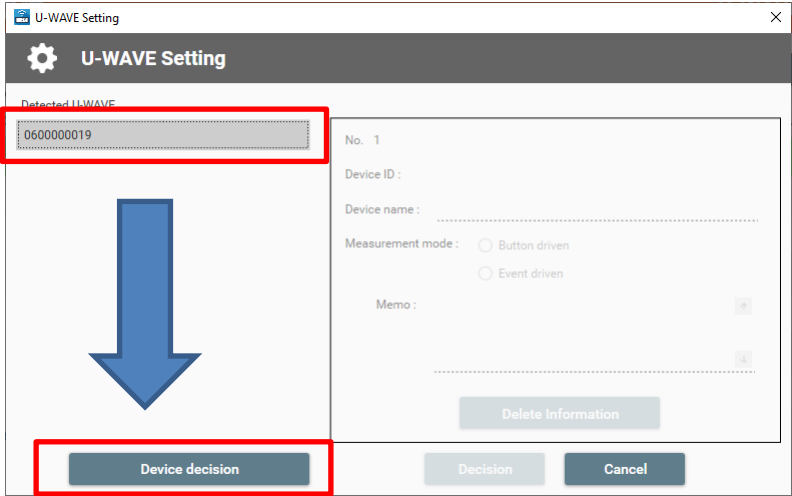 U-WAVE Setting
U-WAVE Setting
Detected U-WAVE
0600000019
No. 1
Device ID :
Device name :
Measurement mode :
Button driven
Event driven
Memo :
Delete Information
Device decision
Decision
Cancel